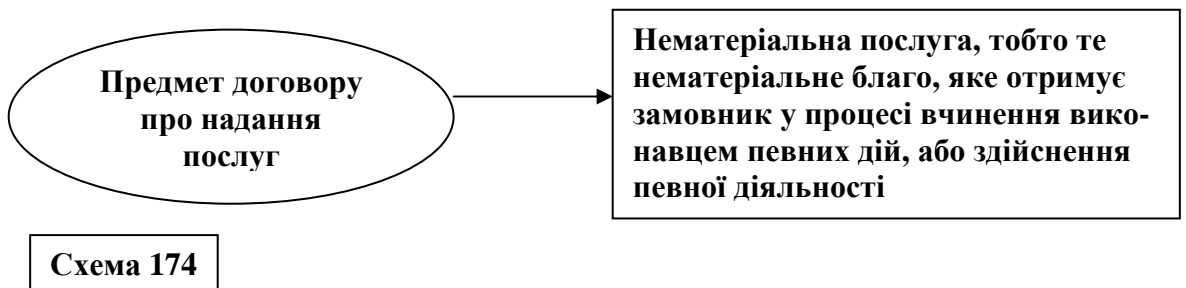 Предмет договору
про надання
послуг
Нематеріальна послуга, тобто те
нематеріальне благо, яке отримує
замовник у процесі вчинення вико-
навцем певних дій, або здійснення
певної діяльності
Схема 174